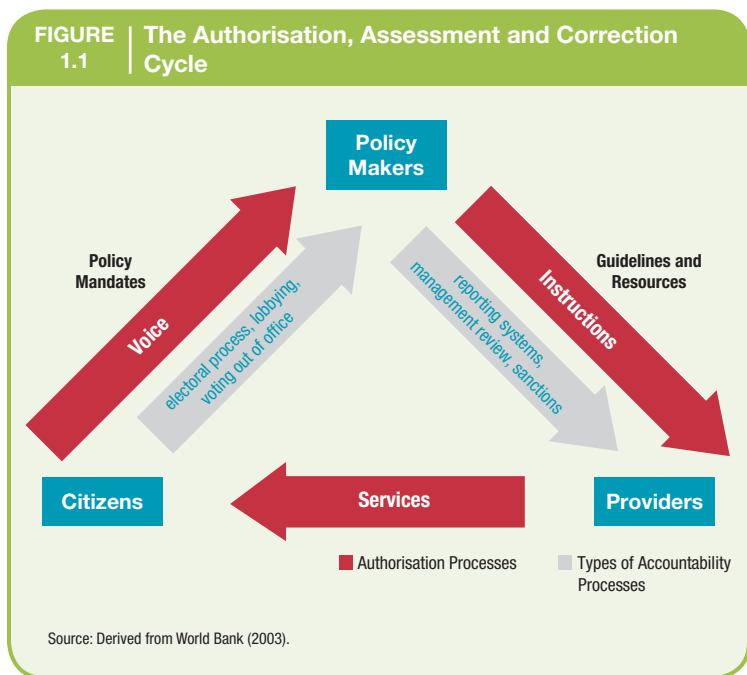 FIGURE
1.1
The Authorisation, Assessment and Correction
Cycle
Policy
Makers
Policy
Mandates
Voice
electoral process, lobbying,
voting out of office
reporting systems,
management review, sanctions
Instructions
Guidelines and
Resources
Citizens
Services
Providers
Authorisation Processes
Types of Accountability
Processes
Source: Derived from World Bank (2003).